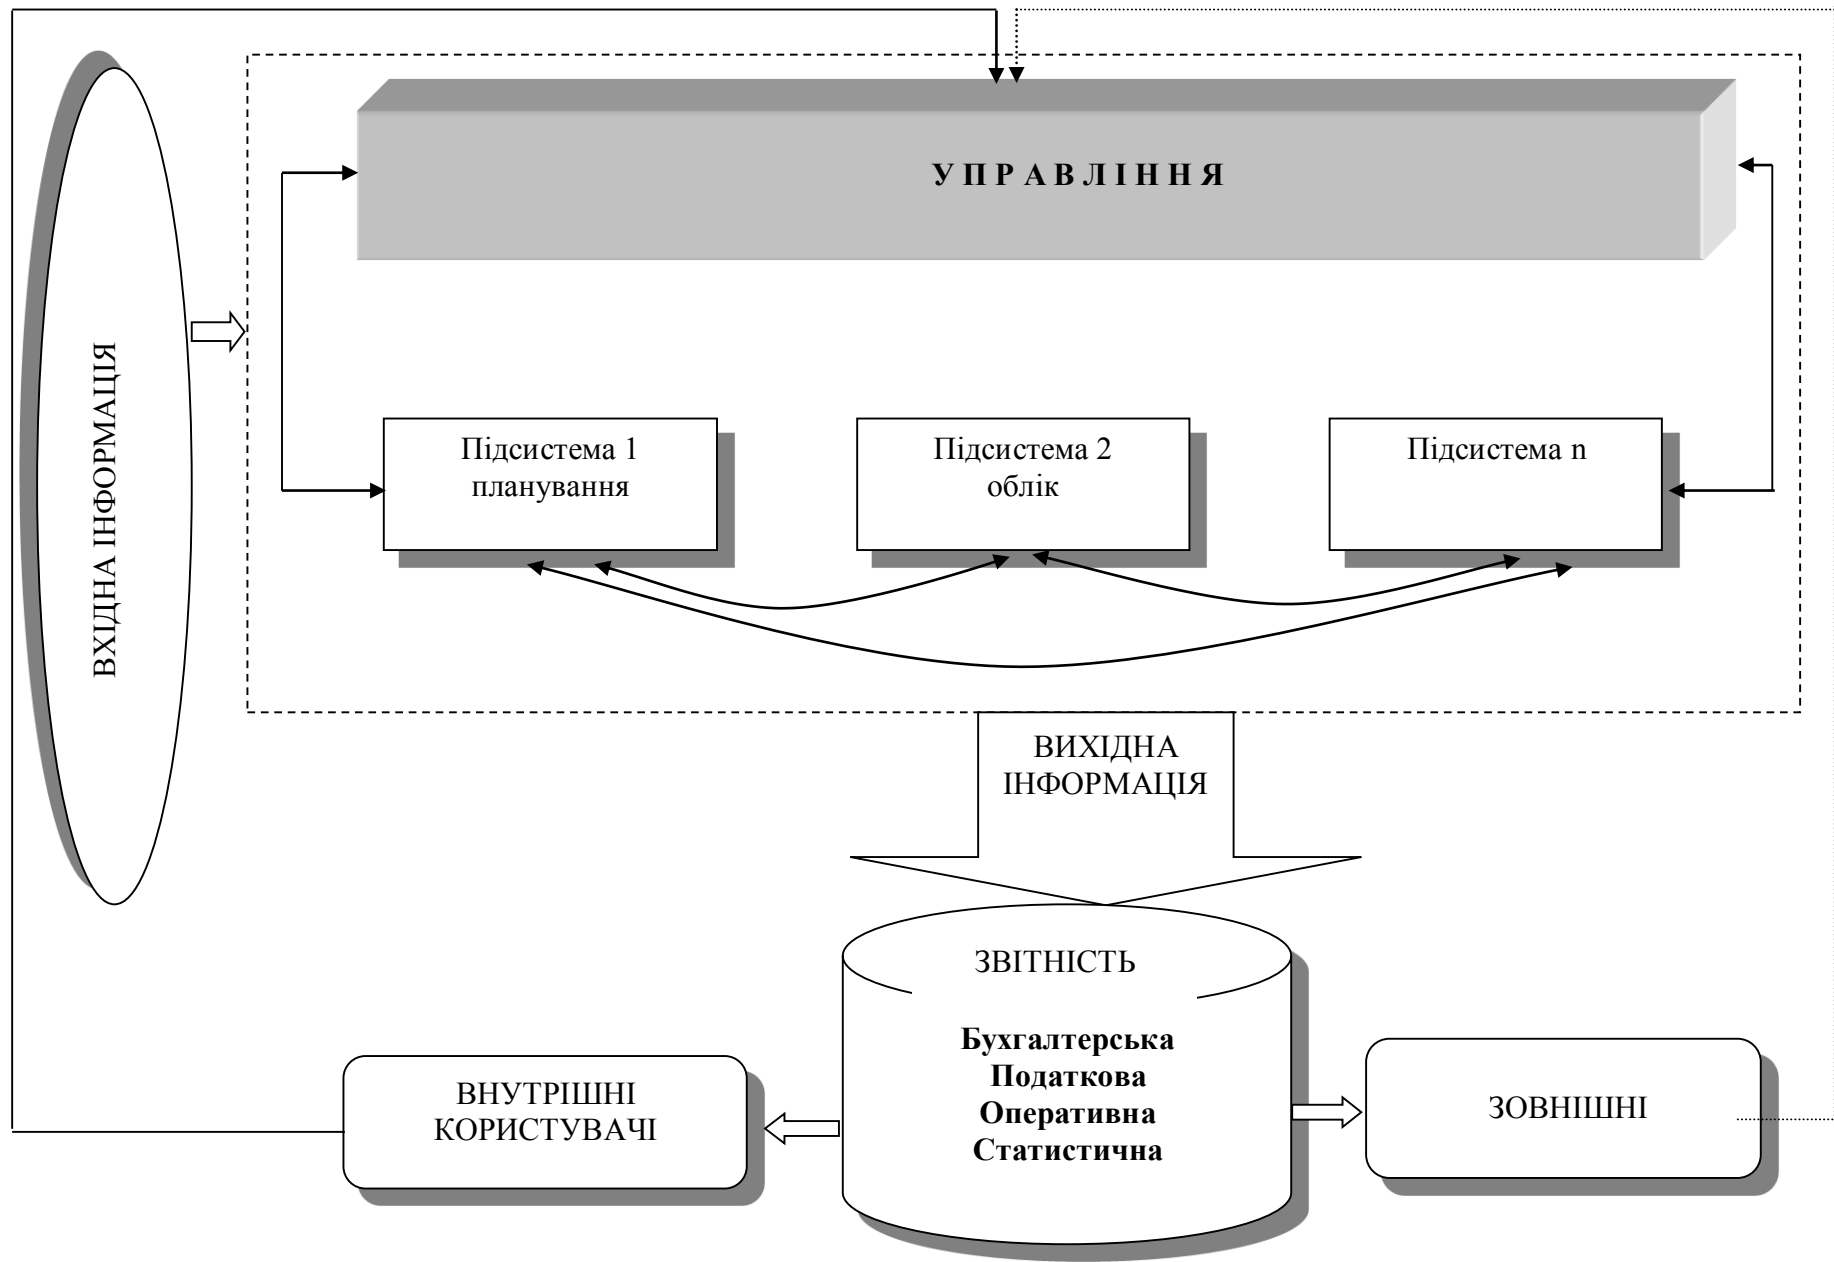 У П Р А В Л І Н Н Я
ВХІДНА ІНФОРМАЦІЯ
Підсистема 1
планування
Підсистема 2
облік
Підсистема n
ВИХІДНА
ІНФОРМАЦІЯ
ЗВІТНІСТЬ
Бухгалтерська
Податкова
Оперативна
Статистична
ВНУТРІШНІ
КОРИСТУВАЧІ
ЗОВНІШНІ